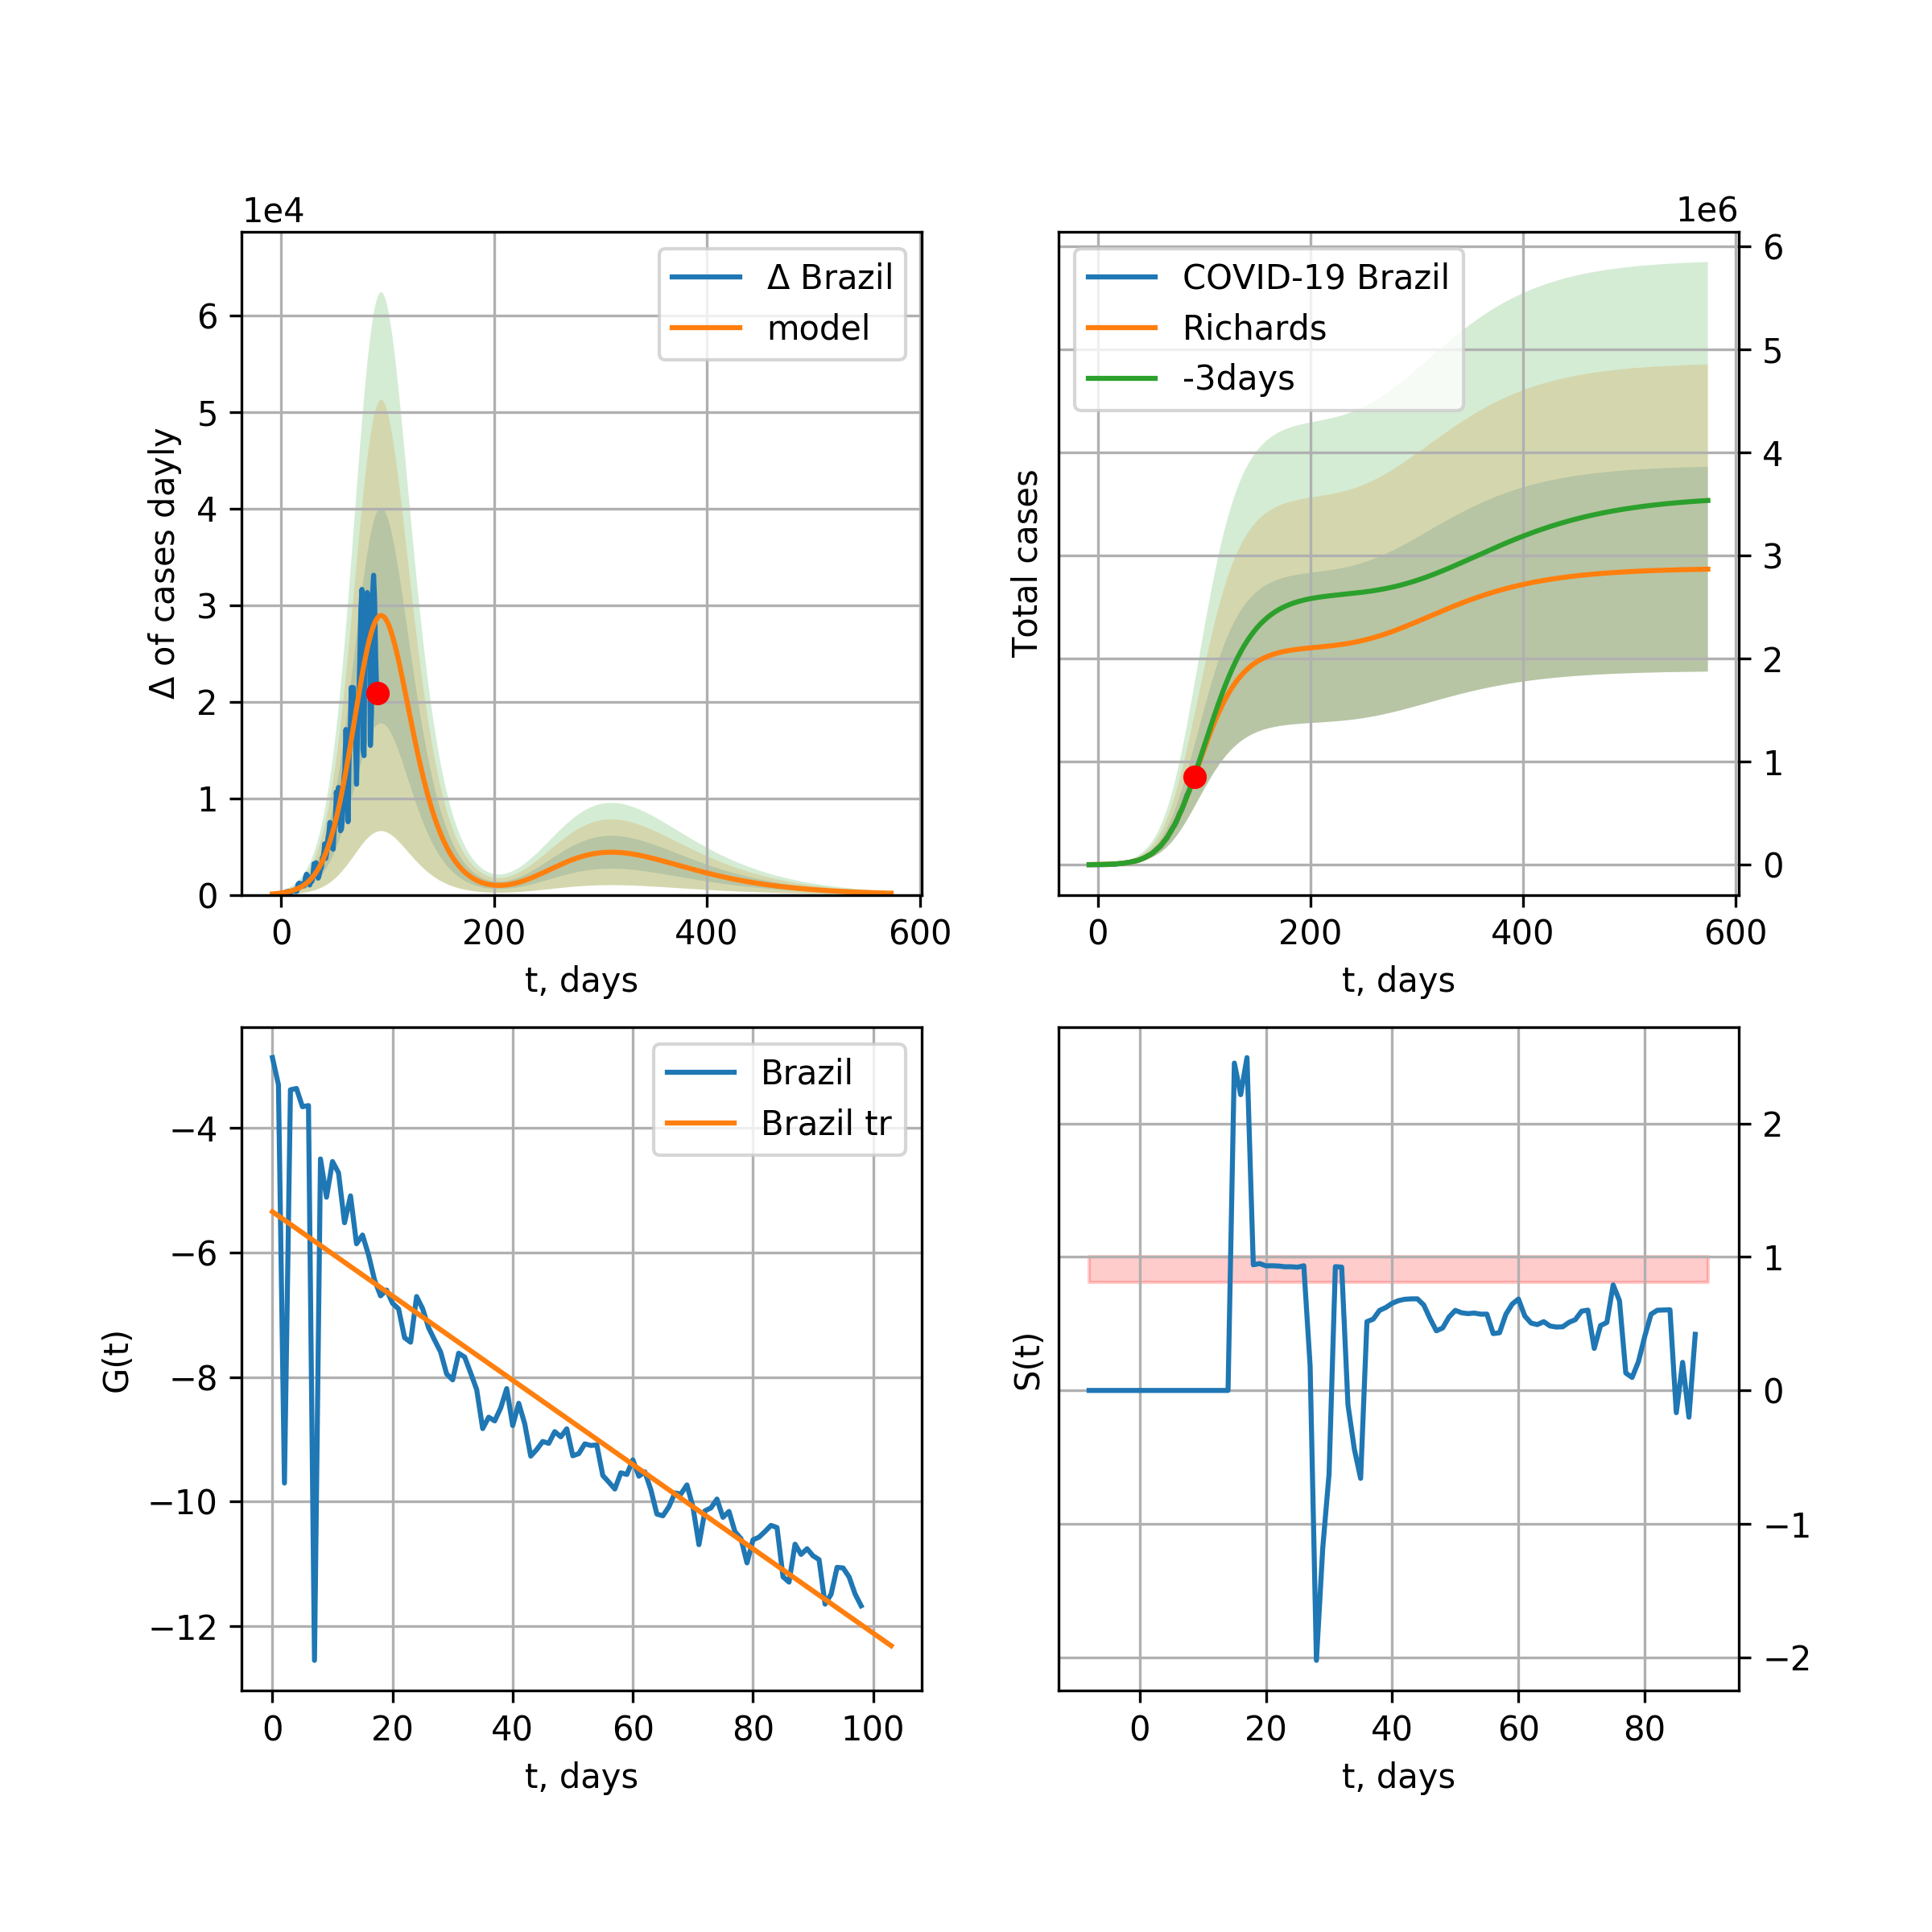 1e4
Δ Brazil
model
Δ of cases dayly
6
5
4
3
2
1
0
0 200 400 600
t, days
1e6
COVID-19 Brazil
Richards
-3days
Total cases
6
5
4
3
2
1
0
0 200 400 600
t, days
Brazil
Brazil tr
G(t)
−4
−6
−8
−10
−12
0 20 40 60 80 100
t, days
S(t)
2
1
0
−1
−2
0 20 40 60 80
t, days